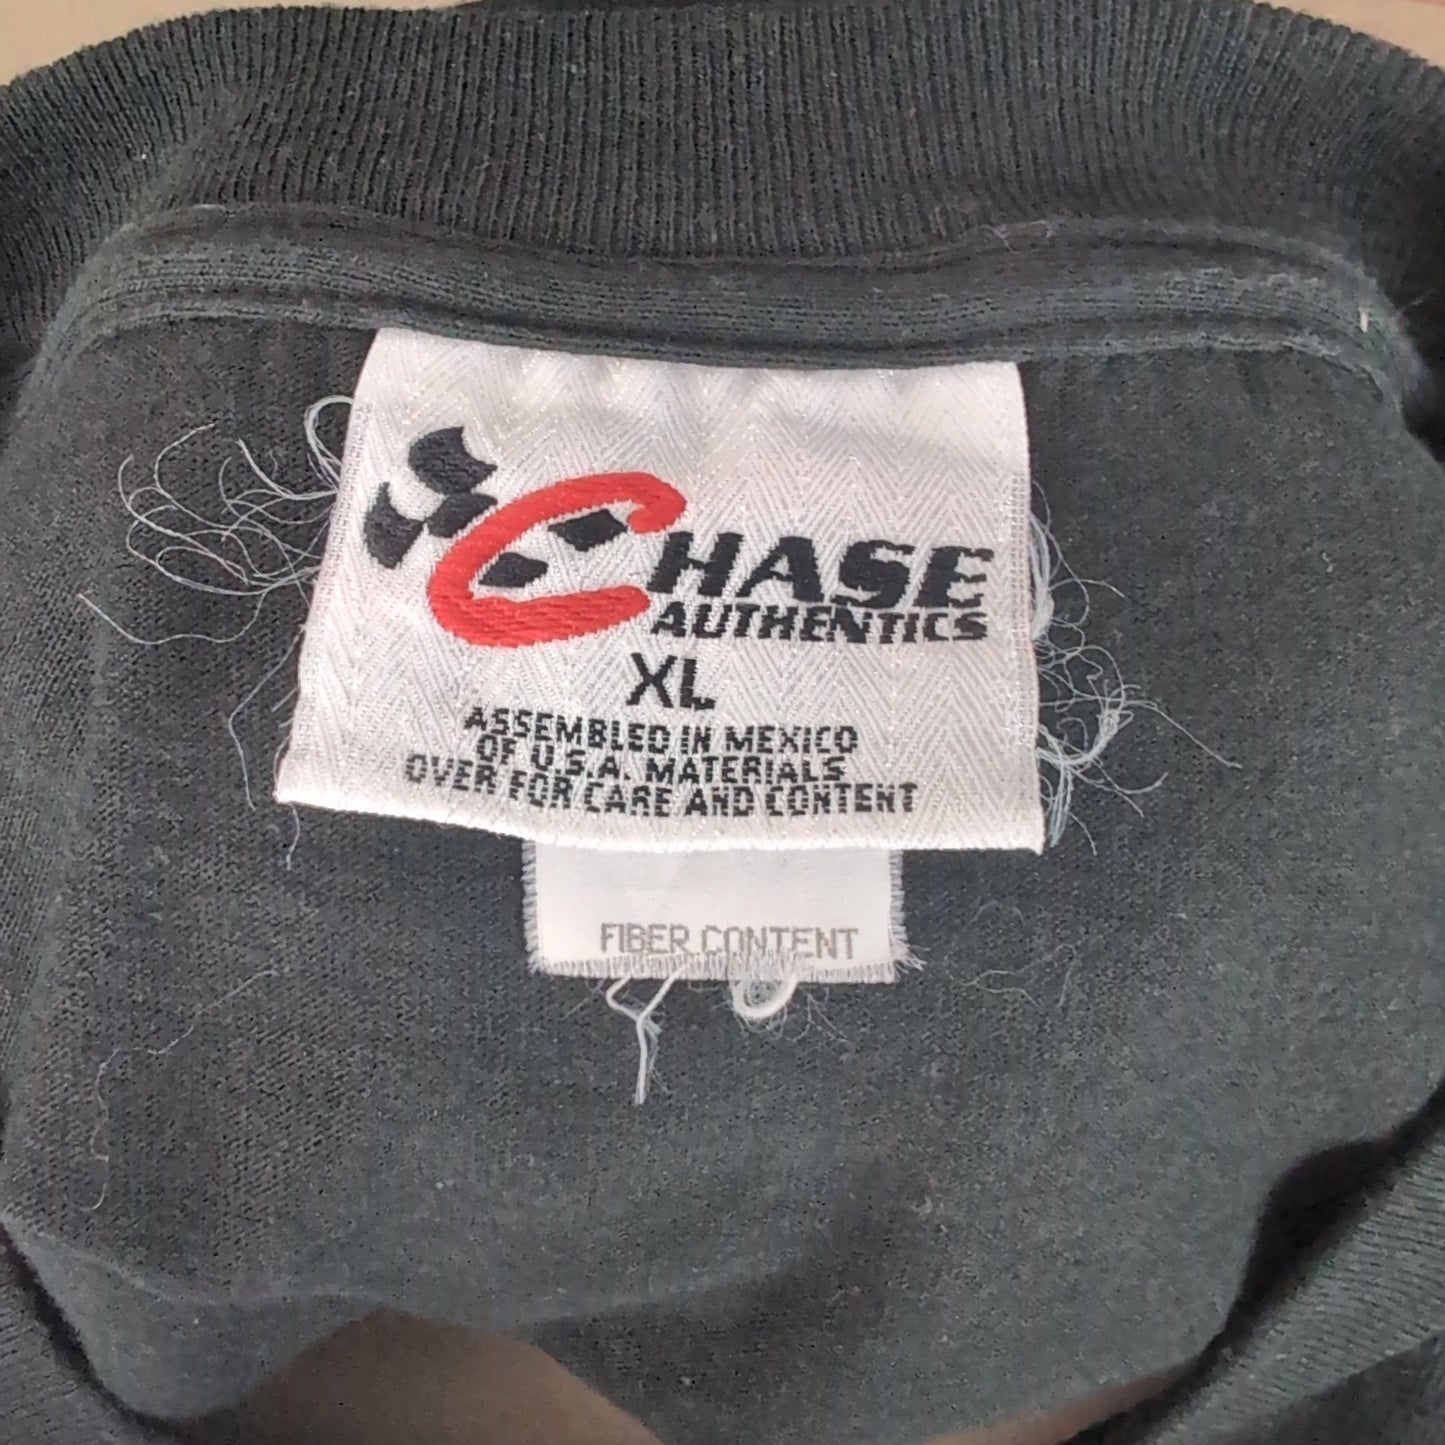 CHASE
AUTHENTICS
XL
ASSEMBLED IN MEXICO
OF U.S.A. MATERIALS
OVER FOR CARE AND CONTENT
FIBER CONTENT